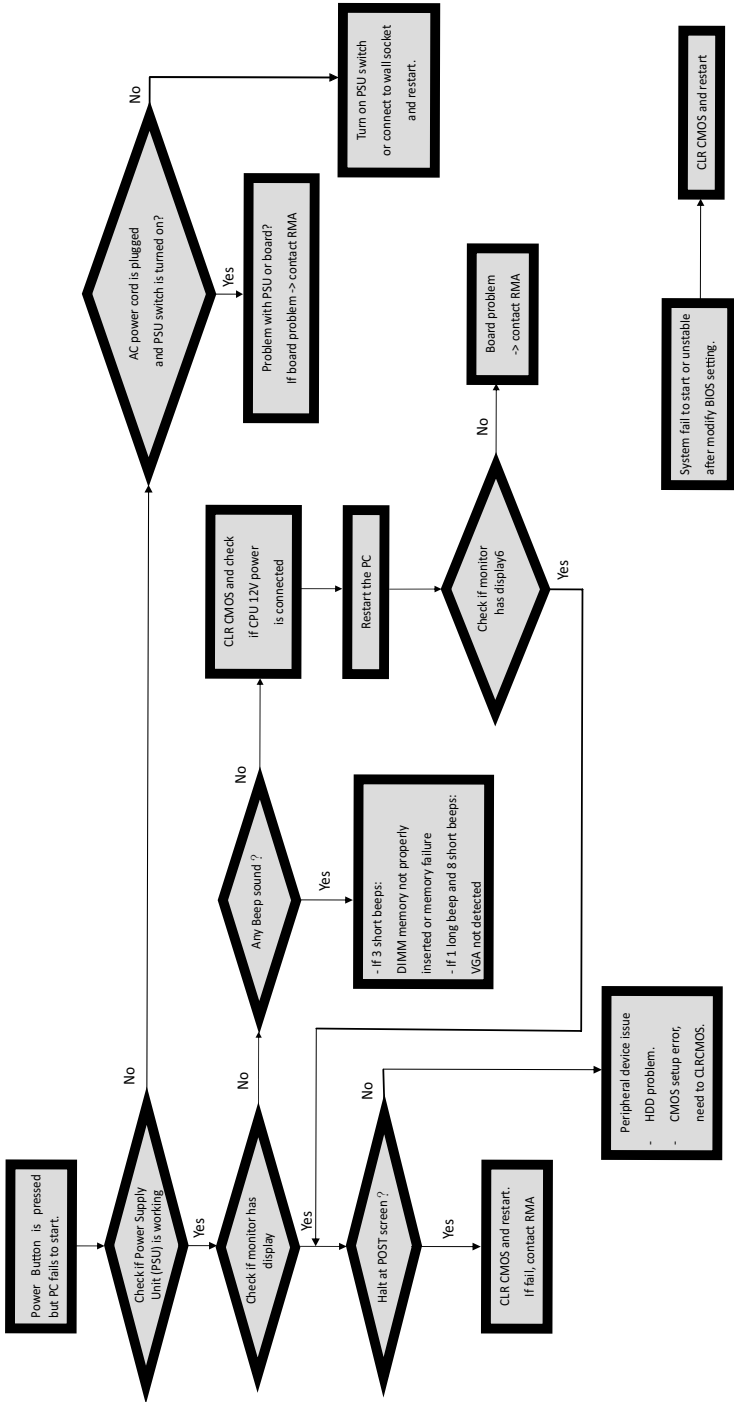 Power Button is pressed
but PC fails to start.
Check if Power Supply
Unit (PSU) is working
No
Yes
AC power cord is plugged
and PSU switch is turned on?
No
Yes
Turn on PSU switch
or connect to wall socket
and restart.
Problem with PSU or board?
If board problem -> contact RMA
Check if monitor has
display
No
Yes
Any Beep sound ?
No
Yes
CLR CMOS and check
if CPU 12V power
is connected
Restart the PC
- If 3 short beeps:
DIMM memory not properly
inserted or memory failure
- If 1 long beep and 8 short beeps:
VGA not detected
Check if monitor
has display6
No
Yes
Board problem
-> contact RMA
Halt at POST screen ?
No
Yes
CLR CMOS and restart.
If fail, contact RMA
Peripheral device issue
- HDD problem.
- CMOS setup error,
need to CLRCMOS.
System fail to start or unstable
after modify BIOS setting.
CLR CMOS and restart